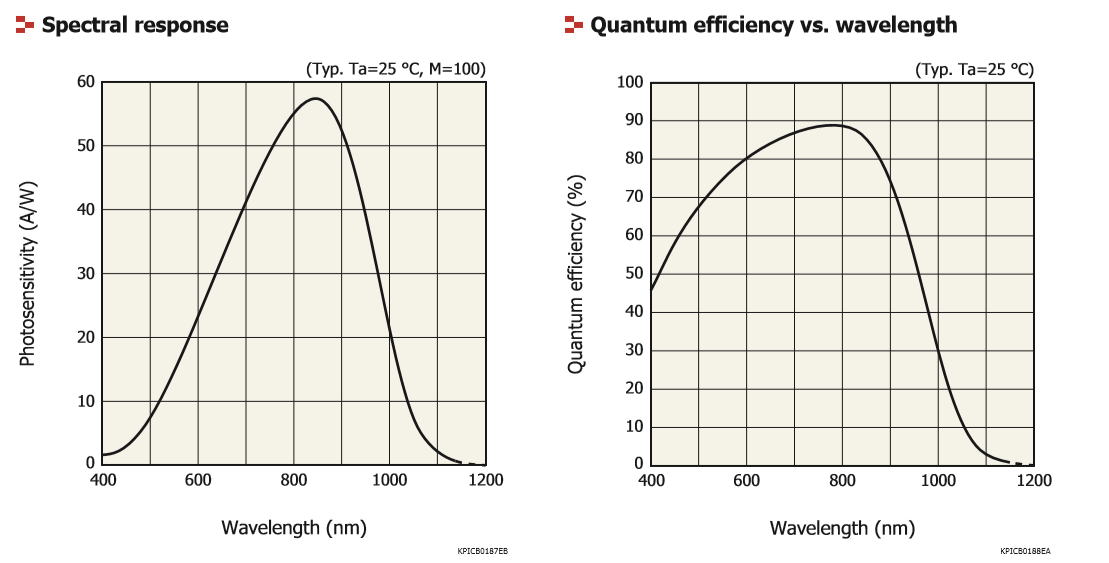 Spectral response
(Typ. Ta=25 °C, M=100)
Photosensitivity (A/W)
60
50
40
30
20
10
0
400 600 800 1000 1200
Wavelength (nm)
KPICB0187EB
Quantum efficiency vs. wavelength
(Typ. Ta=25 °C)
Quantum efficiency (%)
100
90
80
70
60
50
40
30
20
10
0
400 600 800 1000 1200
Wavelength (nm)
KPICB0188EA